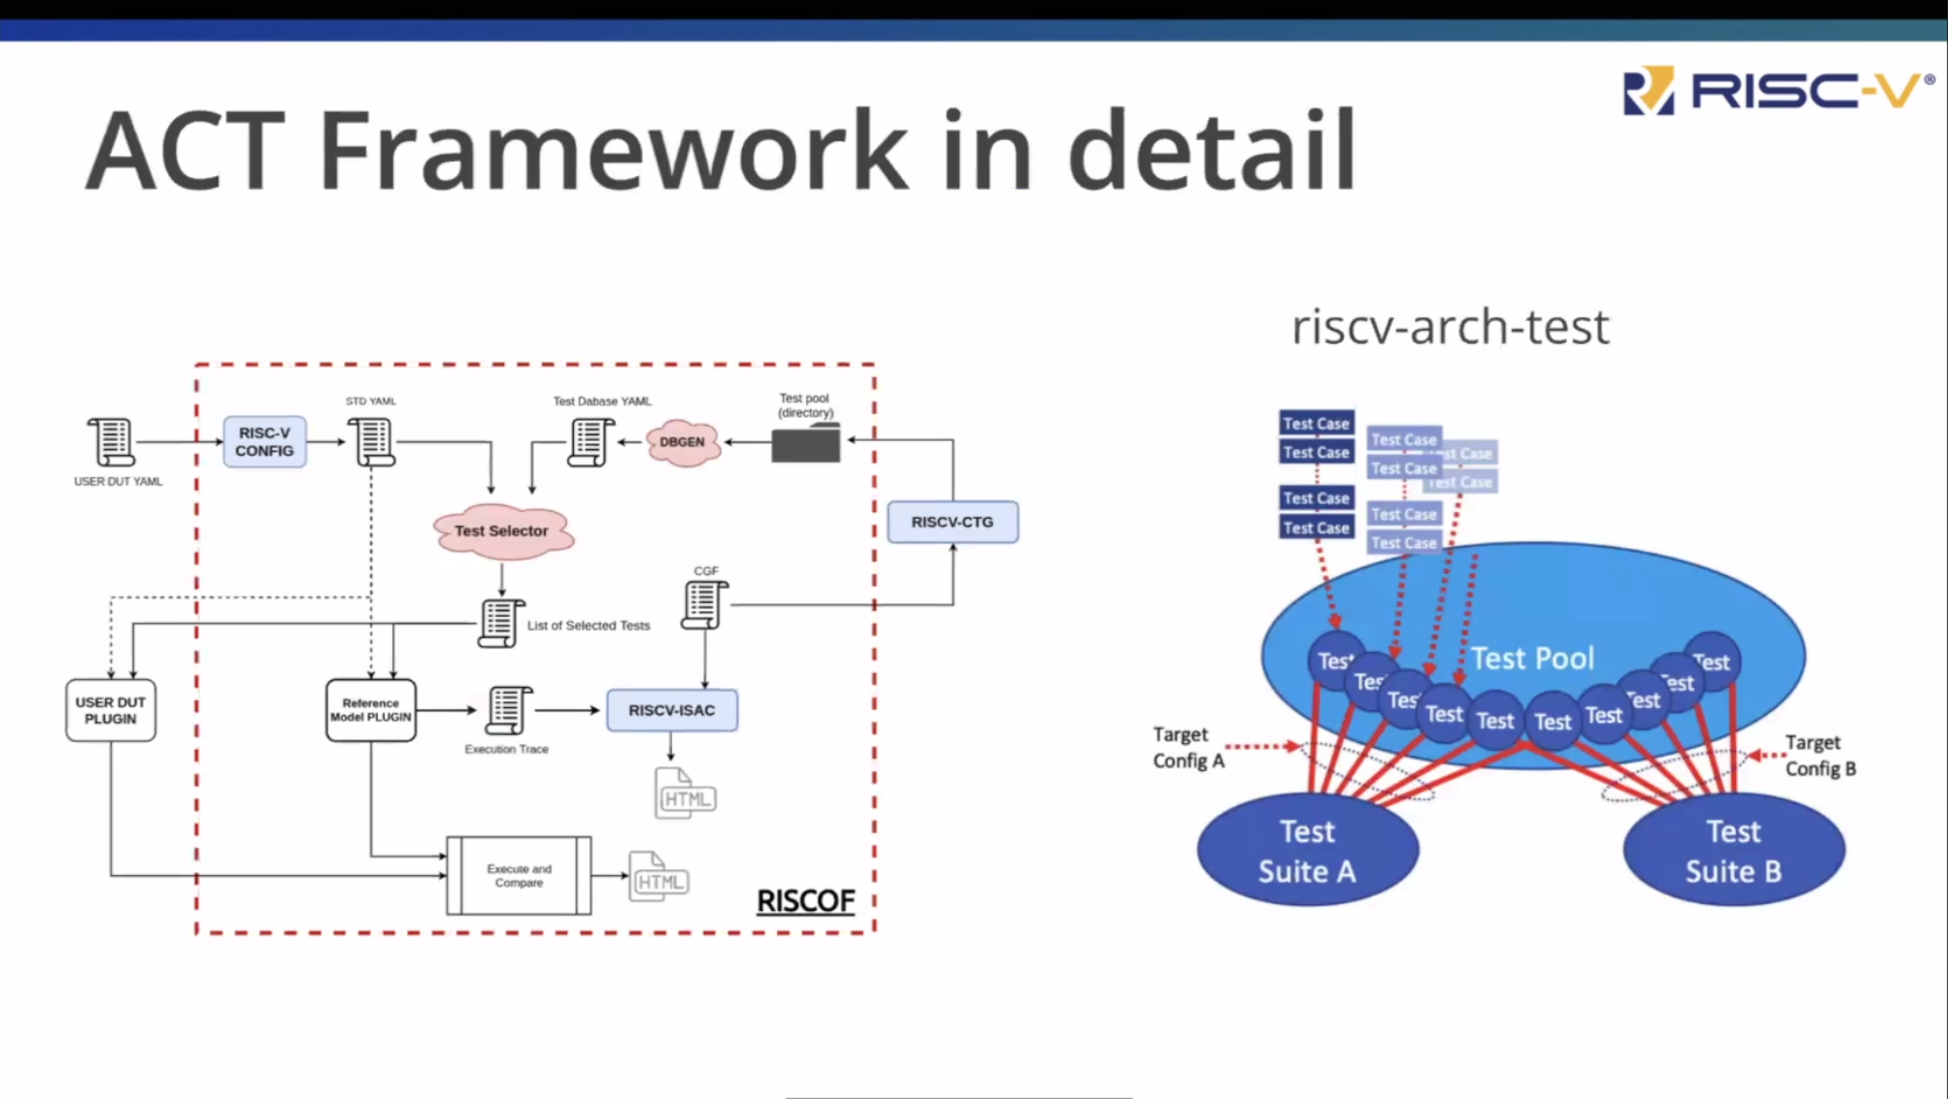 RISC-V®
ACT Framework in detail
riscv-arch-test
USER DUT YAML
RISC-V
CONFIG
STD YAML
Test Dabase YAML
DBGEN
Test pool
(directory)
RISCV-CTG
Test Selector
CGF
List of Selected Tests
USER DUT
PLUGIN
Reference
Model PLUGIN
Execution Trace
RISCV-ISAC
HTML
Execute and
Compare
HTML
RISCOF
Test Case
Test Case
Test Case
Test Case
Test Case
Test Case
Test Case
Test Case
st Case
Test Case
Test Pool
Test
Tes
Tes
Test
Test
Test
Test
Test
Test
Test
Target
Config A
Target
Config B
Test
Suite A
Test
Suite B